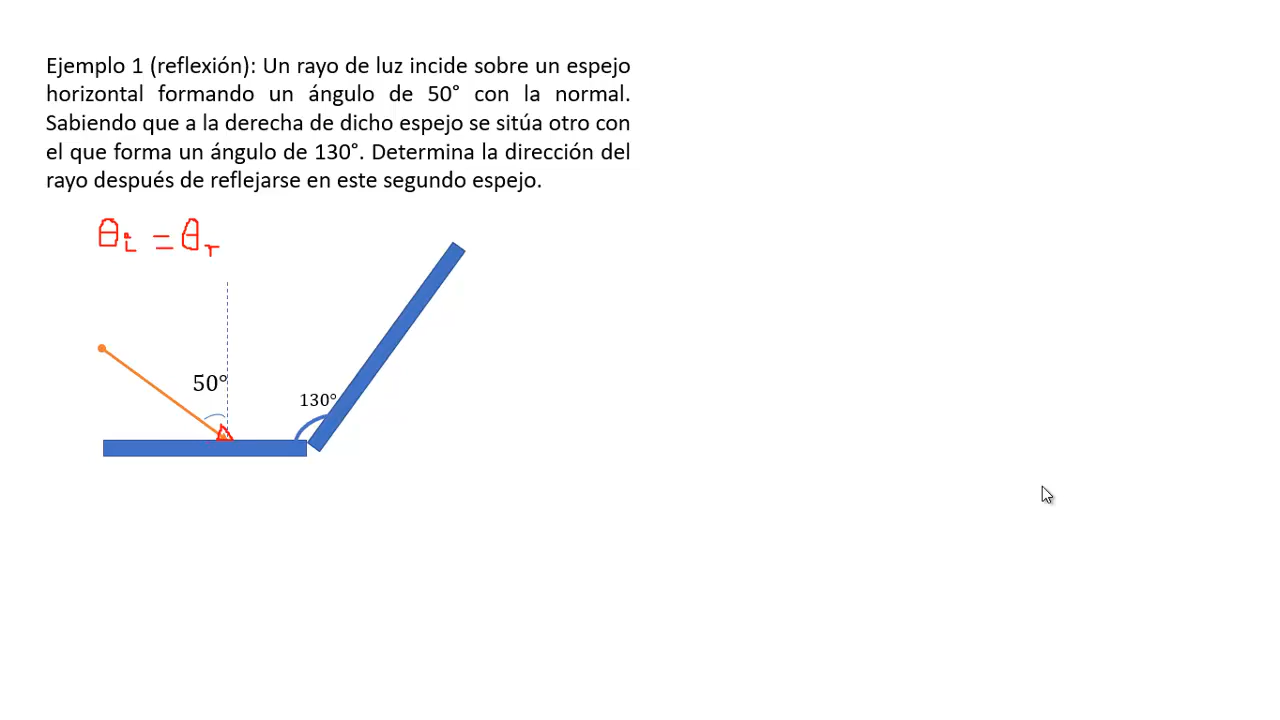 Ejemplo 1 (reflexión): Un rayo de luz incide sobre un espejo
horizontal formando un ángulo de 50° con la normal.
Sabiendo que a la derecha de dicho espejo se sitúa otro con
el que forma un ángulo de 130°. Determina la dirección del
rayo después de reflejarse en este segundo espejo.
θi = θr
50°
130°